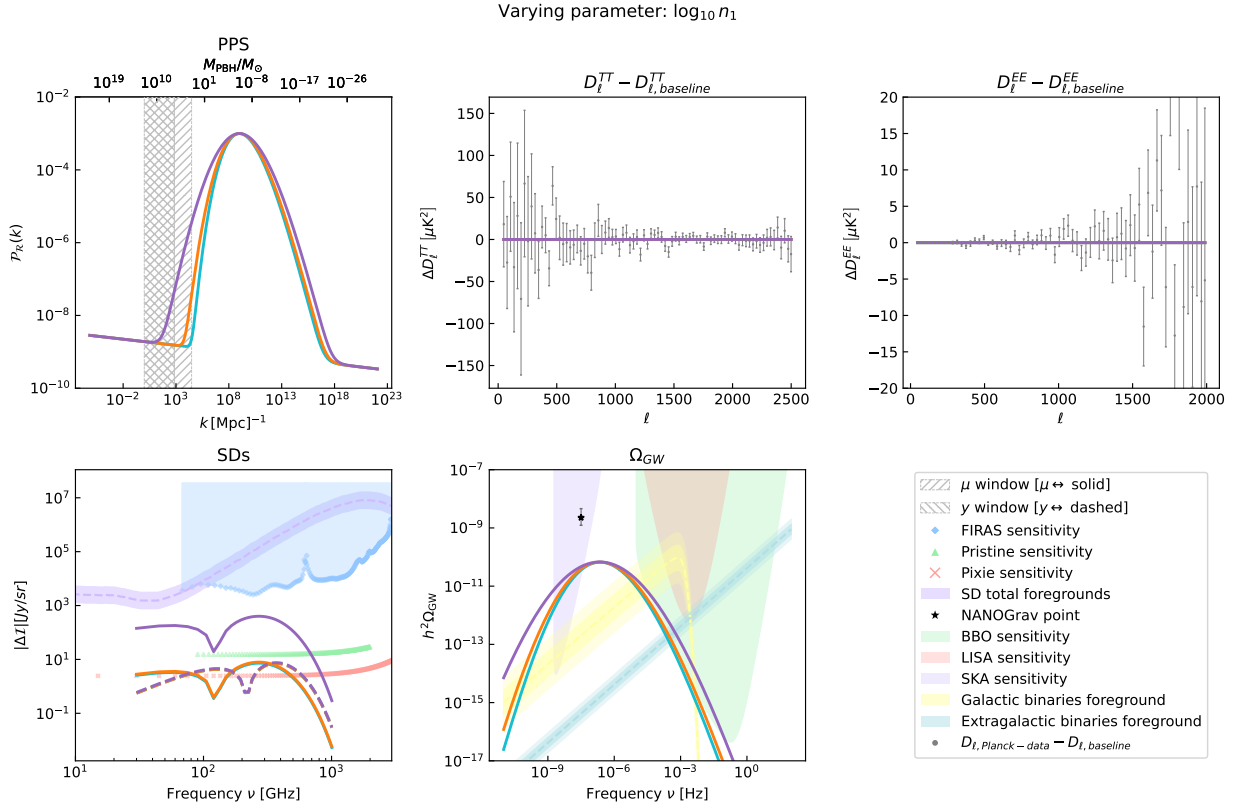 Varying parameter: log₁₀ n₁
PPS
M_PBH/M_⊙
10¹⁹ 10¹⁰ 10¹ 10⁻⁸ 10⁻¹⁷ 10⁻²⁶
10⁻²
10⁻⁴
10⁻⁶
10⁻⁸
10⁻¹⁰
𝒫_ℛ(k)
10⁻² 10³ 10⁸ 10¹³ 10¹⁸ 10²³
k [Mpc]⁻¹
D_ℓ^TT − D_ℓ,baseline^TT
150
100
50
0
−50
−100
−150
ΔD_ℓ^TT [μK²]
0 500 1000 1500 2000 2500
ℓ
D_ℓ^EE − D_ℓ,baseline^EE
20
15
10
5
0
−5
−10
−15
−20
ΔD_ℓ^EE [μK²]
0 500 1000 1500 2000
ℓ
SDs
10⁷
10⁵
10³
10¹
10⁻¹
|Δℐ|[Jy/sr]
10¹ 10² 10³
Frequency ν [GHz]
Ω_GW
10⁻⁷
10⁻⁹
10⁻¹¹
10⁻¹³
10⁻¹⁵
10⁻¹⁷
h²Ω_GW
10⁻⁹ 10⁻⁶ 10⁻³ 10⁰
Frequency ν [Hz]
μ window [μ↔ solid]
y window [y↔ dashed]
FIRAS sensitivity
Pristine sensitivity
Pixie sensitivity
SD total foregrounds
NANOGrav point
BBO sensitivity
LISA sensitivity
SKA sensitivity
Galactic binaries foreground
Extragalactic binaries foreground
D_ℓ,Planck−data − D_ℓ,baseline